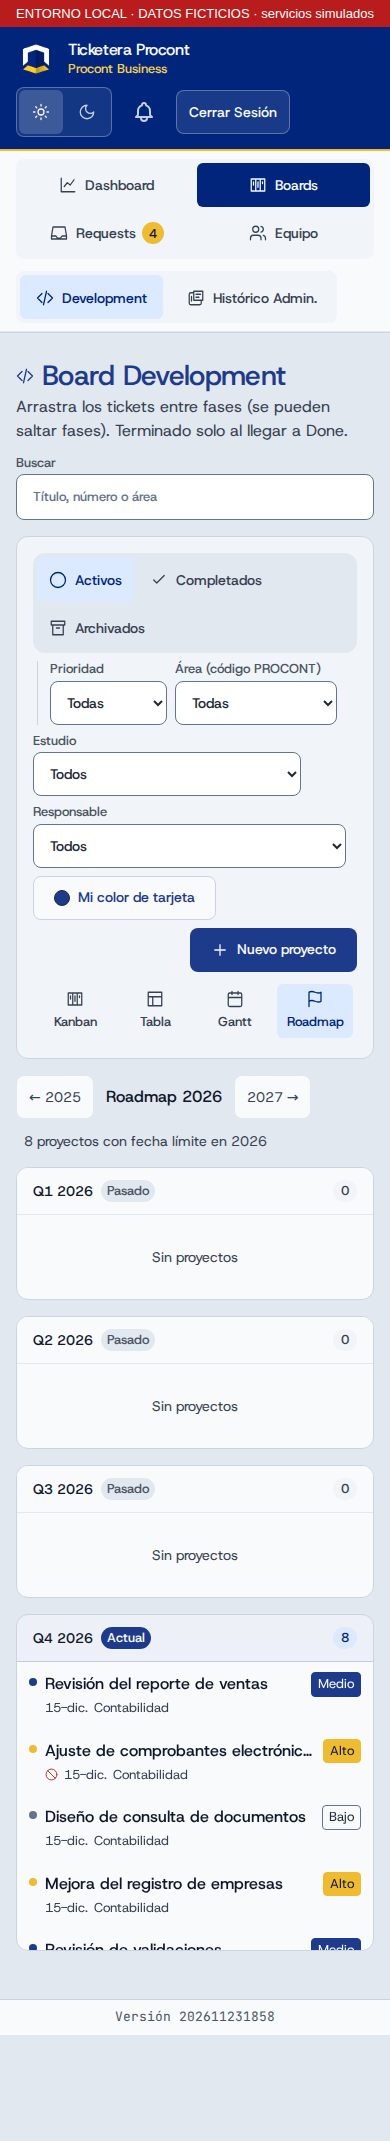 ENTORNO LOCAL · DATOS FICTICIOS · servicios simulados
Ticketera Procont
Procont Business
Cerrar Sesión
Dashboard
Boards
Requests 4
Equipo
Development
Histórico Admin.
Board Development
Arrastra los tickets entre fases (se pueden
saltar fases). Terminado solo al llegar a Done.
Buscar
Título, número o área
Activos
Completados
Archivados
Prioridad
Área (código PROCONT)
Todas
Todas
Estudio
Todos
Responsable
Todos
Mi color de tarjeta
Nuevo proyecto
Kanban
Tabla
Gantt
Roadmap
← 2025
Roadmap 2026
2027 →
8 proyectos con fecha límite en 2026
Q1 2026 Pasado 0
Sin proyectos
Q2 2026 Pasado 0
Sin proyectos
Q3 2026 Pasado 0
Sin proyectos
Q4 2026 Actual 8
Revisión del reporte de ventas Medio
15-dic. Contabilidad
Ajuste de comprobantes electrónic... Alto
15-dic. Contabilidad
Diseño de consulta de documentos Bajo
15-dic. Contabilidad
Mejora del registro de empresas Alto
15-dic. Contabilidad
Revisión de validaciones Medio
Versión 202611231858